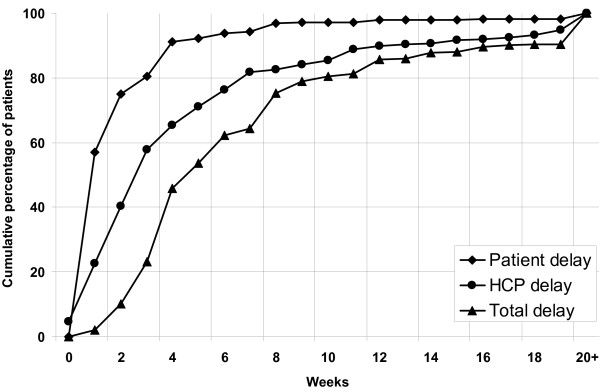 100
80
60
40
20
0
Cumulative percentage of patients
Patient delay
HCP delay
Total delay
0 2 4 6 8 10 12 14 16 18 20+
Weeks